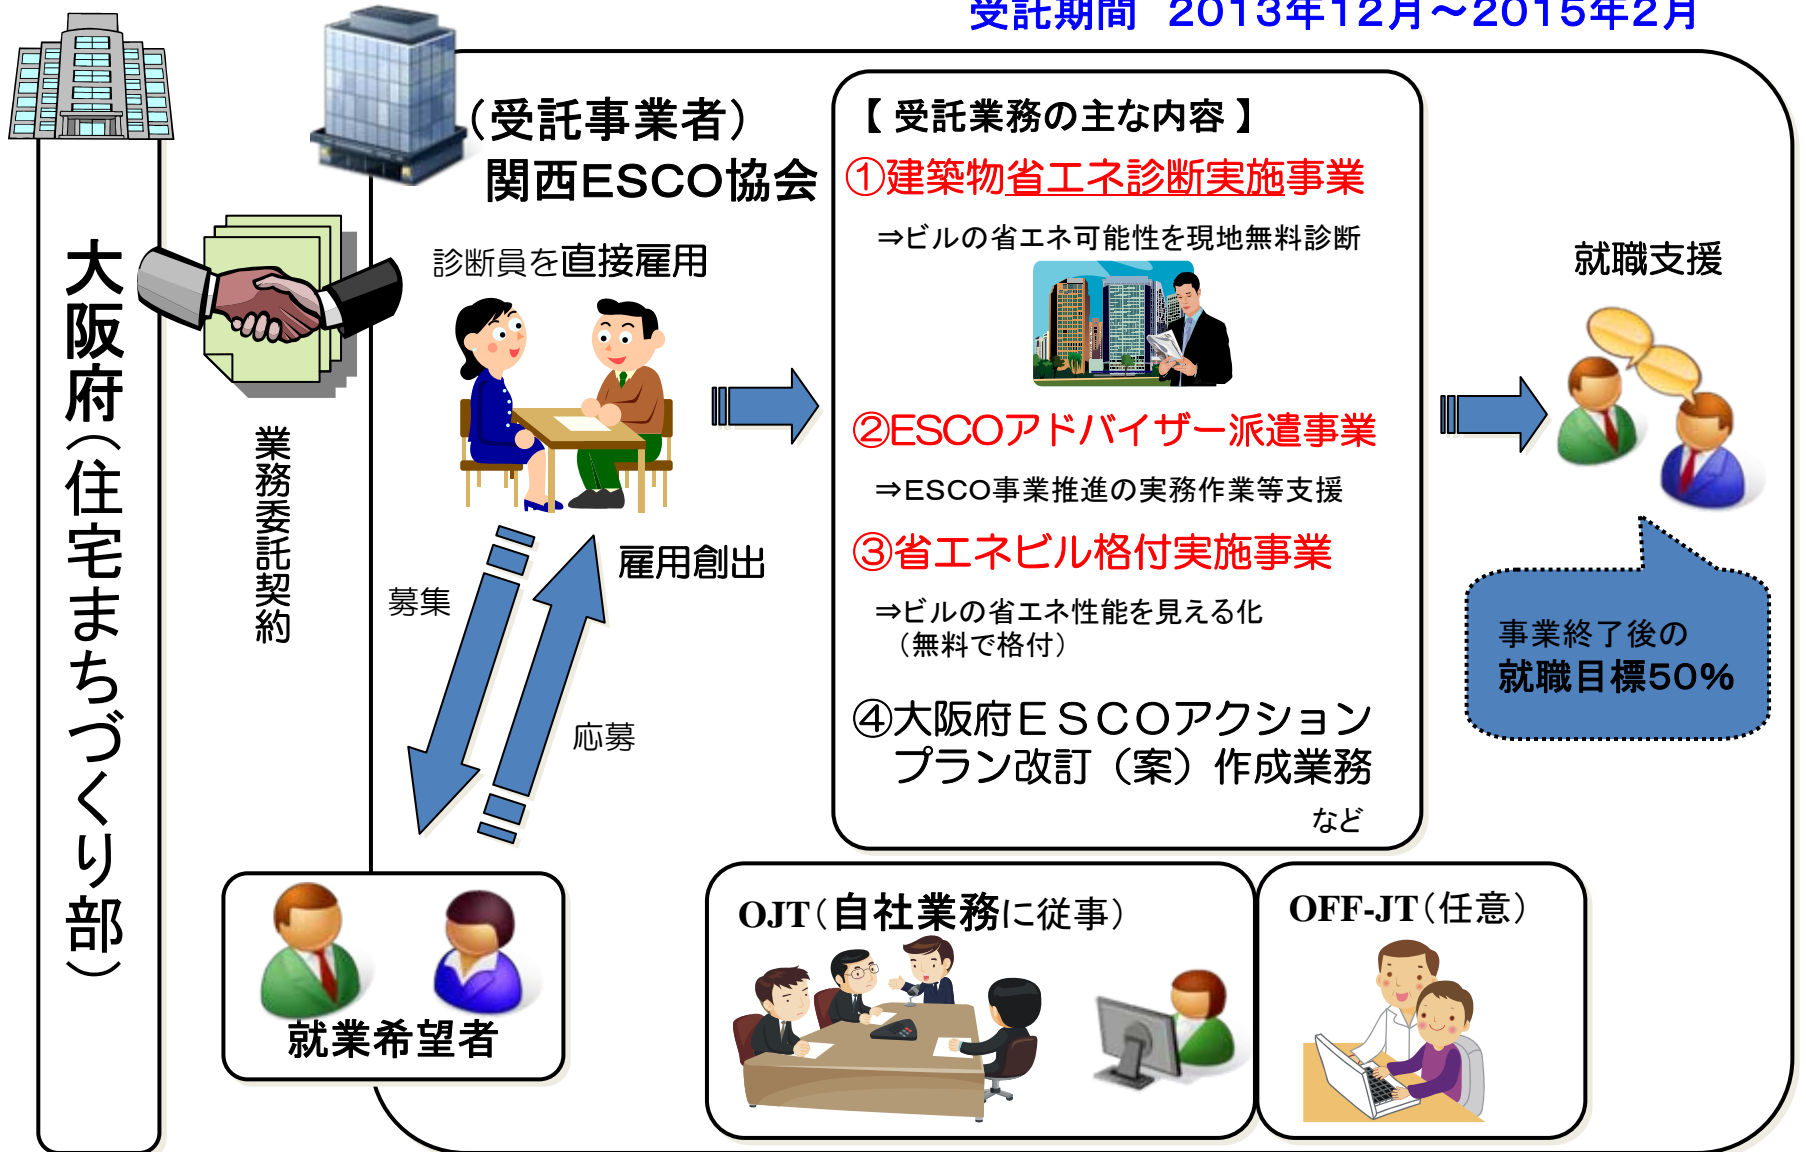 受託期間 2013年12月～2015年2月
大阪府（住宅まちづくり部）
業務委託契約
（受託事業者）
関西ESCO協会
診断員を直接雇用
雇用創出
募集
応募
就業希望者
【 受託業務の主な内容 】
①建築物省エネ診断実施事業
⇒ビルの省エネ可能性を現地無料診断
②ESCOアドバイザー派遣事業
⇒ESCO事業推進の実務作業等支援
③省エネビル格付実施事業
⇒ビルの省エネ性能を見える化
（無料で格付）
④大阪府ＥＳＣＯアクション
プラン改訂（案）作成業務
など
就職支援
事業終了後の
就職目標50%
OJT（自社業務に従事）
OFF-JT（任意）